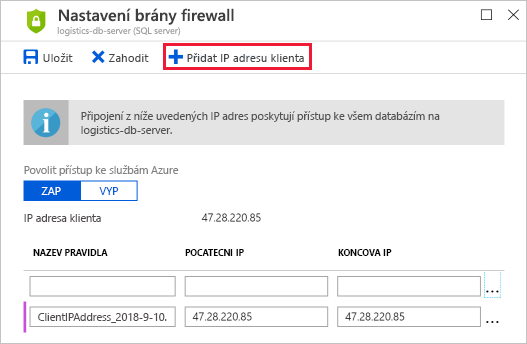 Nastavení brány firewall
logistics-db-server (SQL server)
Uložit
Zahodit
Přidat IP adresu klienta
Připojení z níže uvedených IP adres poskytují přístup ke všem databázím na
logistics-db-server.
Povolit přístup ke službám Azure
ZAP VYP
IP adresa klienta 47.28.220.85
NAZEV PRAVIDLA POCATECNI IP KONCOVA IP
...
ClientIPAddress_2018-9-10. 47.28.220.85 47.28.220.85 ...